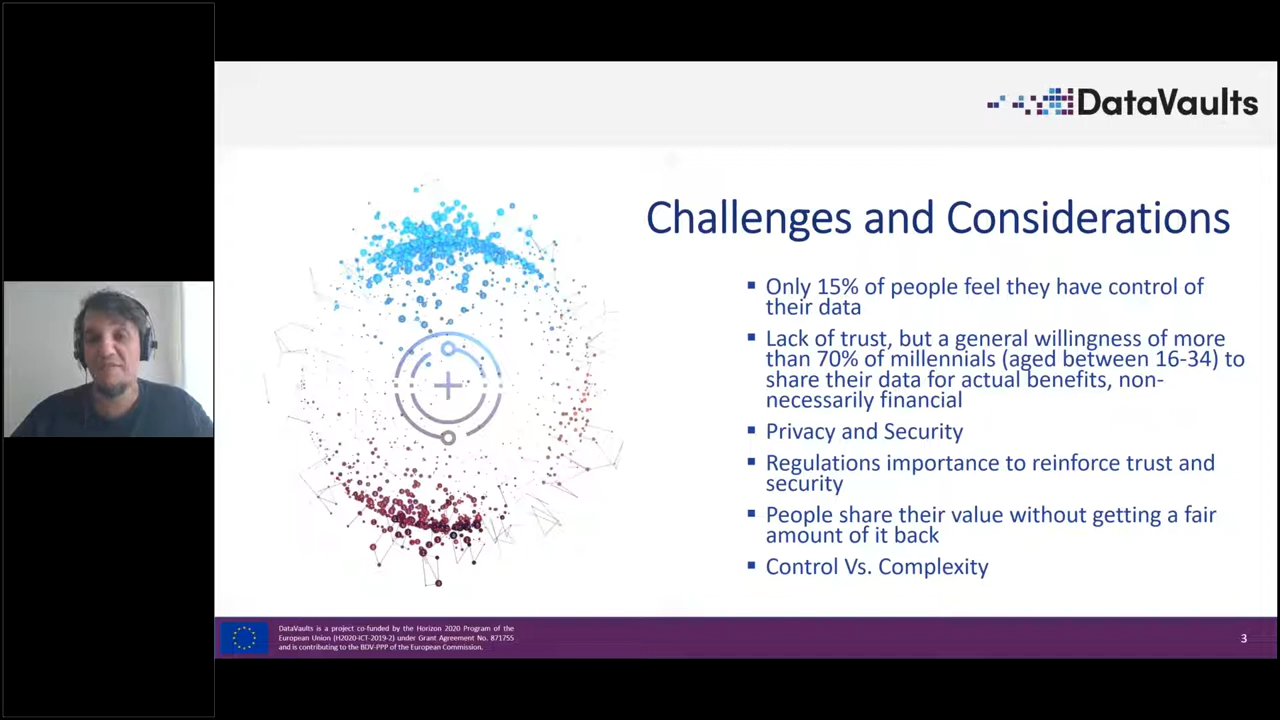 DataVaults
Challenges and Considerations
▪ Only 15% of people feel they have control of
their data
▪ Lack of trust, but a general willingness of more
than 70% of millennials (aged between 16-34) to
share their data for actual benefits, non-
necessarily financial
▪ Privacy and Security
▪ Regulations importance to reinforce trust and
security
▪ People share their value without getting a fair
amount of it back
▪ Control Vs. Complexity
DataVaults is a project co-funded by the Horizon 2020 Program of the
European Union (H2020-ICT-2019-2) under Grant Agreement No. 871755
and is contributing to the BDV-PPP of the European Commission.
3